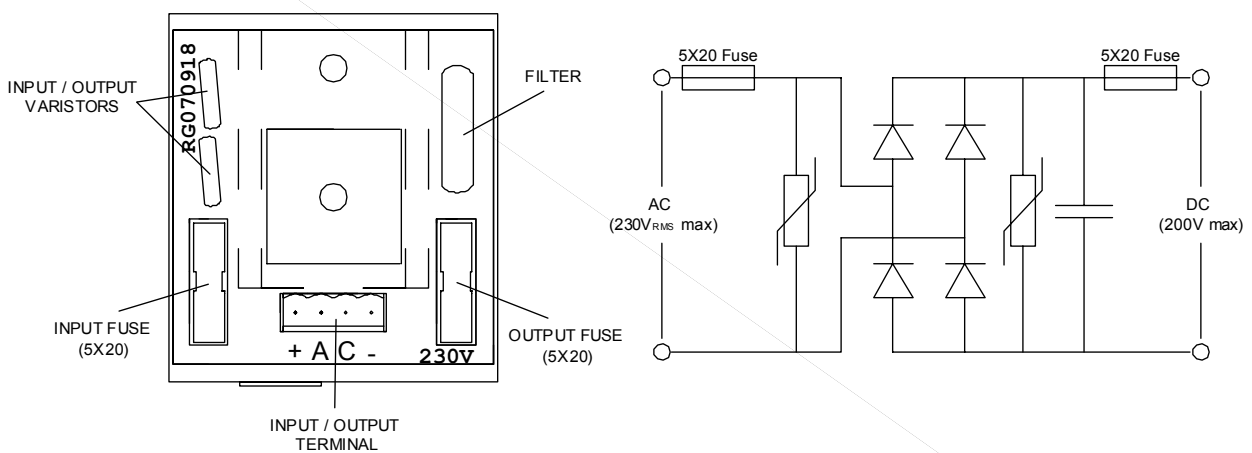 RG070918
INPUT / OUTPUT
VARISTORS
FILTER
INPUT FUSE
(5X20)
OUTPUT FUSE
(5X20)
+ A C -
230V
INPUT / OUTPUT
TERMINAL
5X20 Fuse
5X20 Fuse
AC
(230VRMS max)
DC
(200V max)